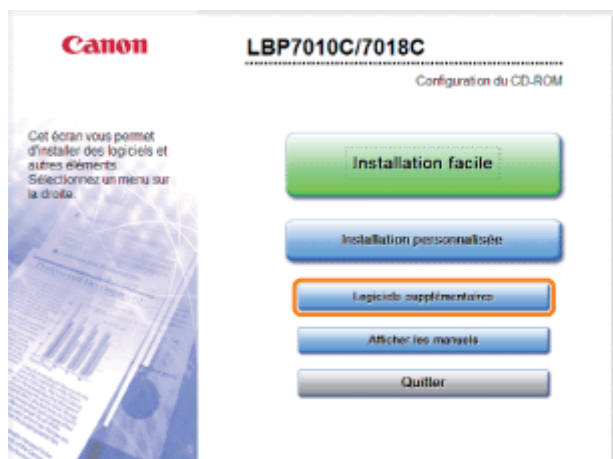 Canon
LBP7010C/7018C
Configuration du CD-ROM
Cet écran vous permet
d'installer des logiciels et
autres éléments.
Sélectionnez un menu sur
la droite.
Installation facile
Installation personnalisée
Logiciels supplémentaires
Afficher les manuels
Quitter